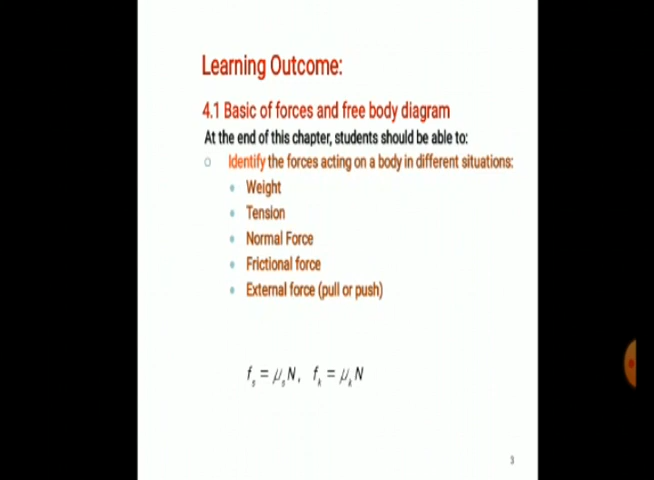 Learning Outcome:
4.1 Basic of forces and free body diagram
At the end of this chapter, students should be able to:
o Identify the forces acting on a body in different situations:
• Weight
• Tension
• Normal Force
• Frictional force
• External force (pull or push)
fₛ = μₛN, fₖ = μₖN
3